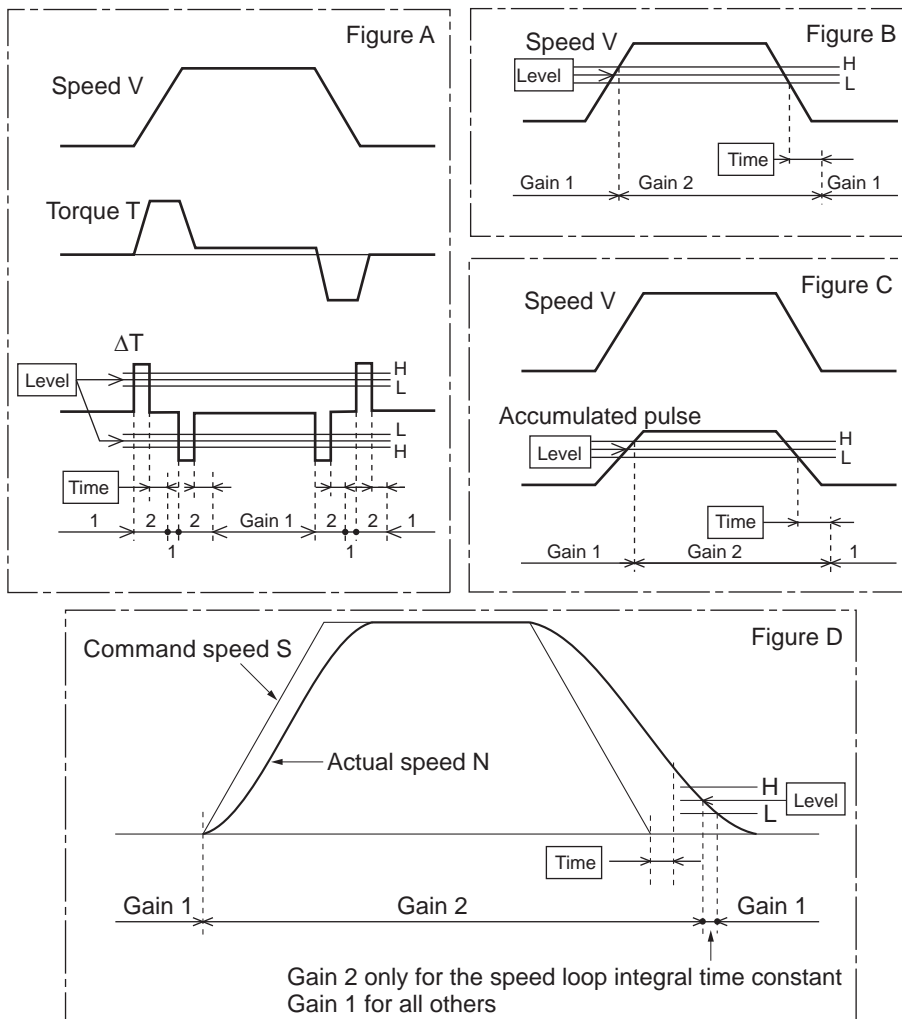 Figure A
Speed V
Torque T
ΔT
H
L
Level
L
H
Time
1 2 2 Gain 1 2 2 1
1 1
Figure B
Speed V
H
Level
L
Time
Gain 1 Gain 2 Gain 1
Figure C
Speed V
Accumulated pulse
H
Level
L
Time
Gain 1 Gain 2 1
Figure D
Command speed S
Actual speed N
H
Level
L
Time
Gain 1 Gain 2 Gain 1
Gain 2 only for the speed loop integral time constant
Gain 1 for all others